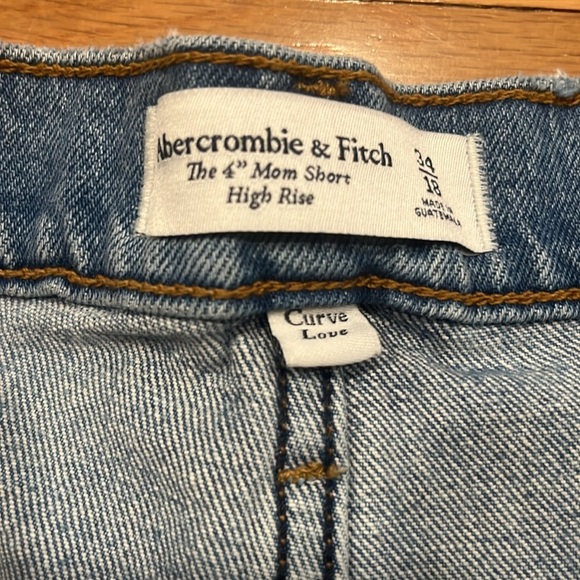 Abercrombie & Fitch
The 4" Mom Short
High Rise
34/18
MADE IN
GUATEMALA
Curve
Love